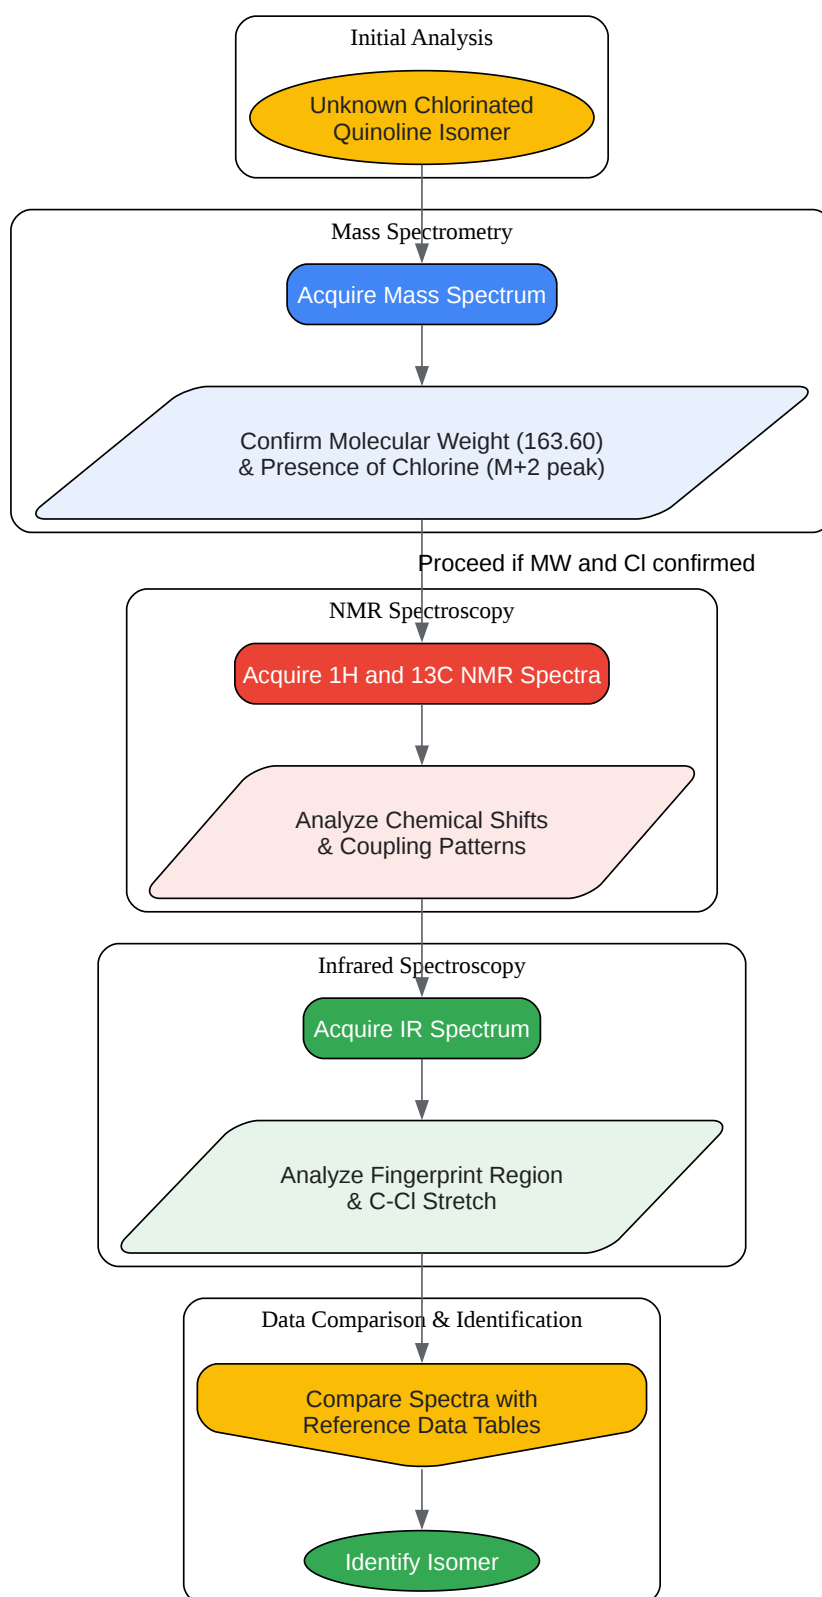 Initial Analysis
Unknown Chlorinated
Quinoline Isomer
Mass Spectrometry
Acquire Mass Spectrum
Confirm Molecular Weight (163.60)
& Presence of Chlorine (M+2 peak)
Proceed if MW and Cl confirmed
NMR Spectroscopy
Acquire 1H and 13C NMR Spectra
Analyze Chemical Shifts
& Coupling Patterns
Infrared Spectroscopy
Acquire IR Spectrum
Analyze Fingerprint Region
& C-Cl Stretch
Data Comparison & Identification
Compare Spectra with
Reference Data Tables
Identify Isomer